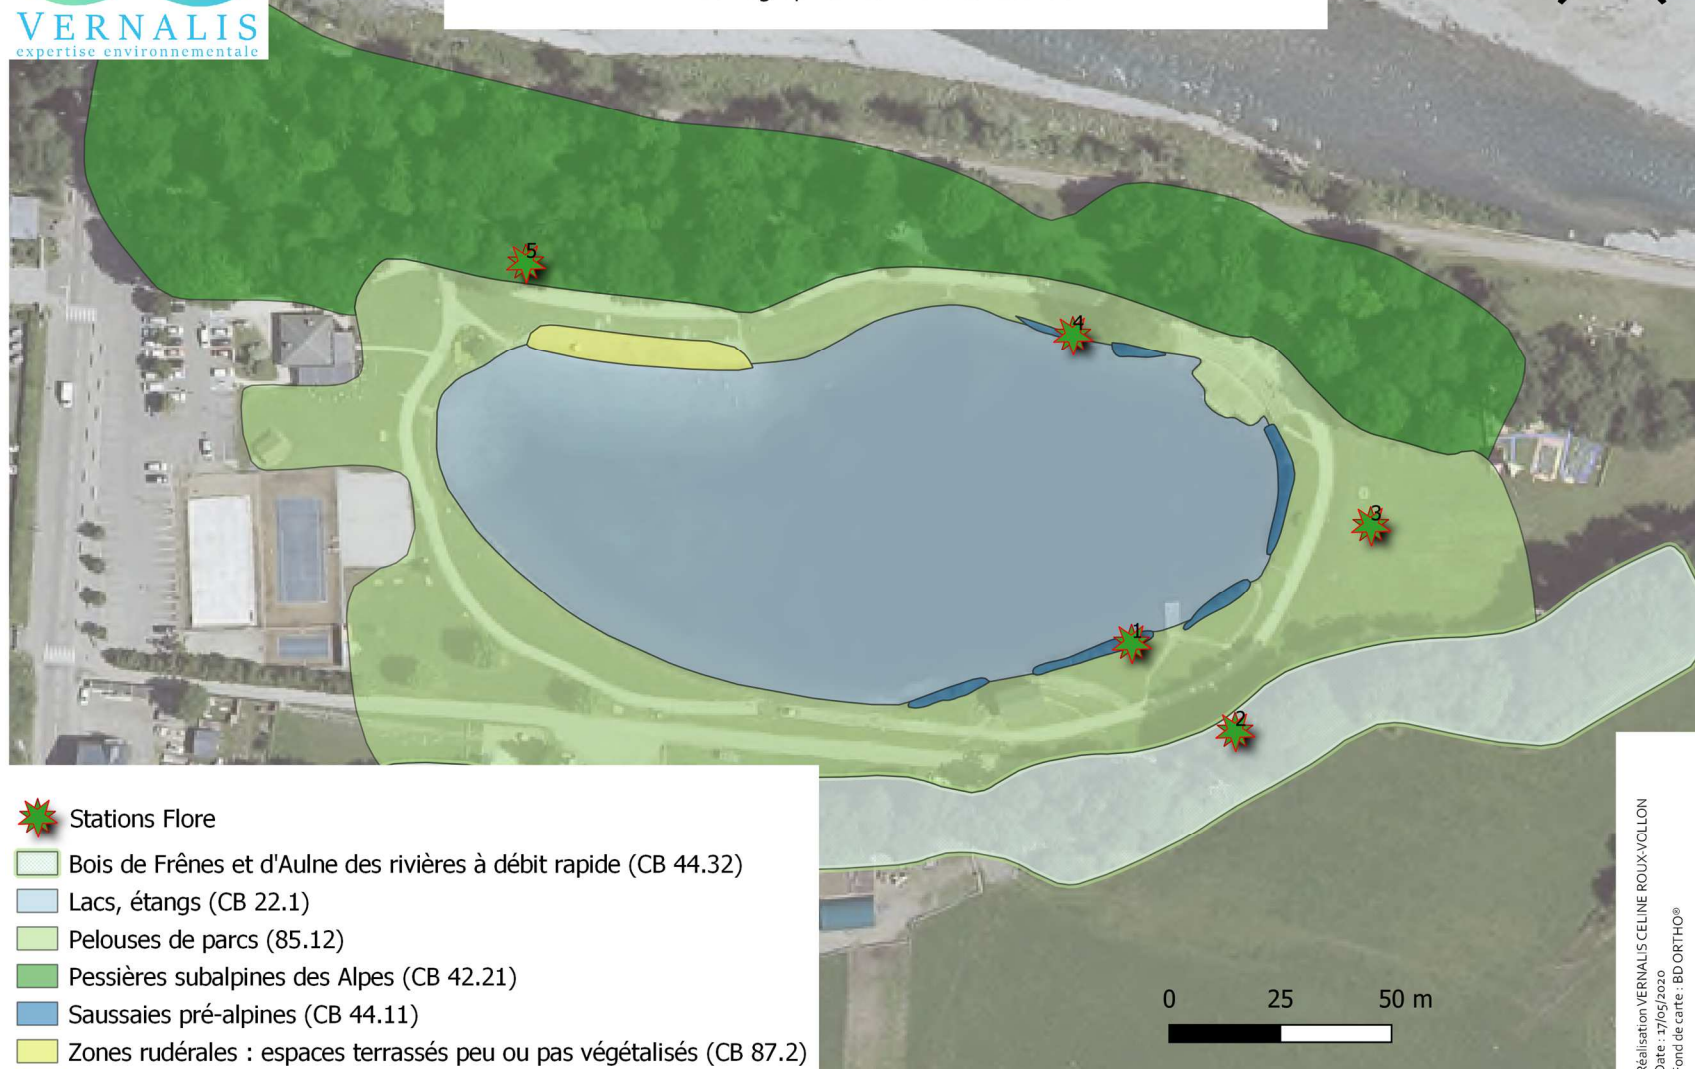 VERNALIS
expertise environnementale
5
4
3
1
2
Stations Flore
Bois de Frênes et d'Aulne des rivières à débit rapide (CB 44.32)
Lacs, étangs (CB 22.1)
Pelouses de parcs (85.12)
Pessières subalpines des Alpes (CB 42.21)
Saussaies pré-alpines (CB 44.11)
Zones rudérales : espaces terrassés peu ou pas végétalisés (CB 87.2)
0 25 50 m
Réalisation VERNALIS CELINE ROUX-VOLLON
Date : 17/05/2020
Fond de carte : BD ORTHO®